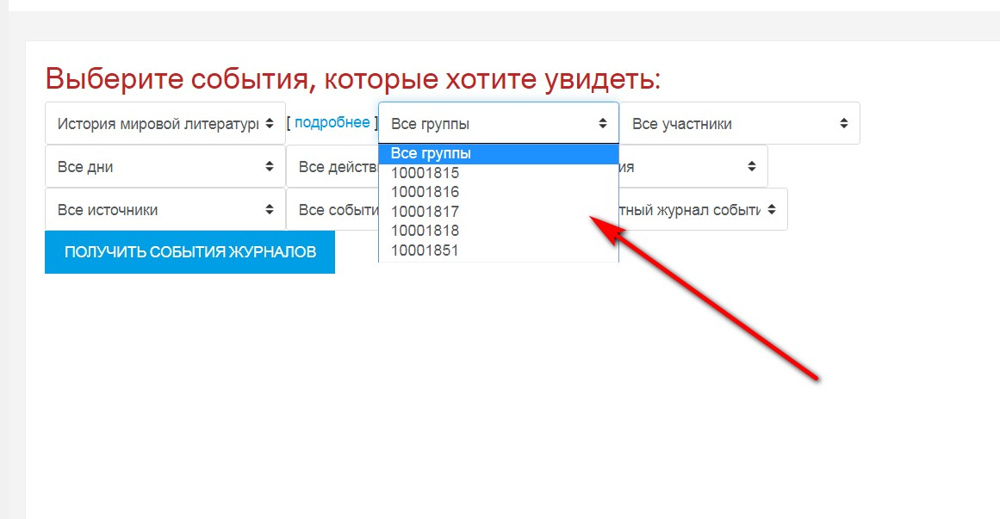 Выберите события, которые хотите увидеть:
История мировой литературы [ подробнее ] Все группы Все участники
Все группы
10001815
10001816
10001817
10001818
10001851
Все дни Все действ ия
Все источники Все событи тный журнал событи
ПОЛУЧИТЬ СОБЫТИЯ ЖУРНАЛОВ